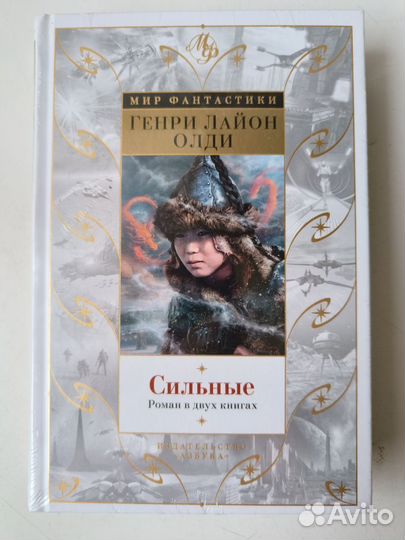 МФ
МИР ФАНТАСТИКИ
ГЕНРИ ЛАЙОН
ОЛДИ
Сильные
Роман в двух книгах
ИЗДАТЕЛЬСТВО
«АЗБУКА»
Avito